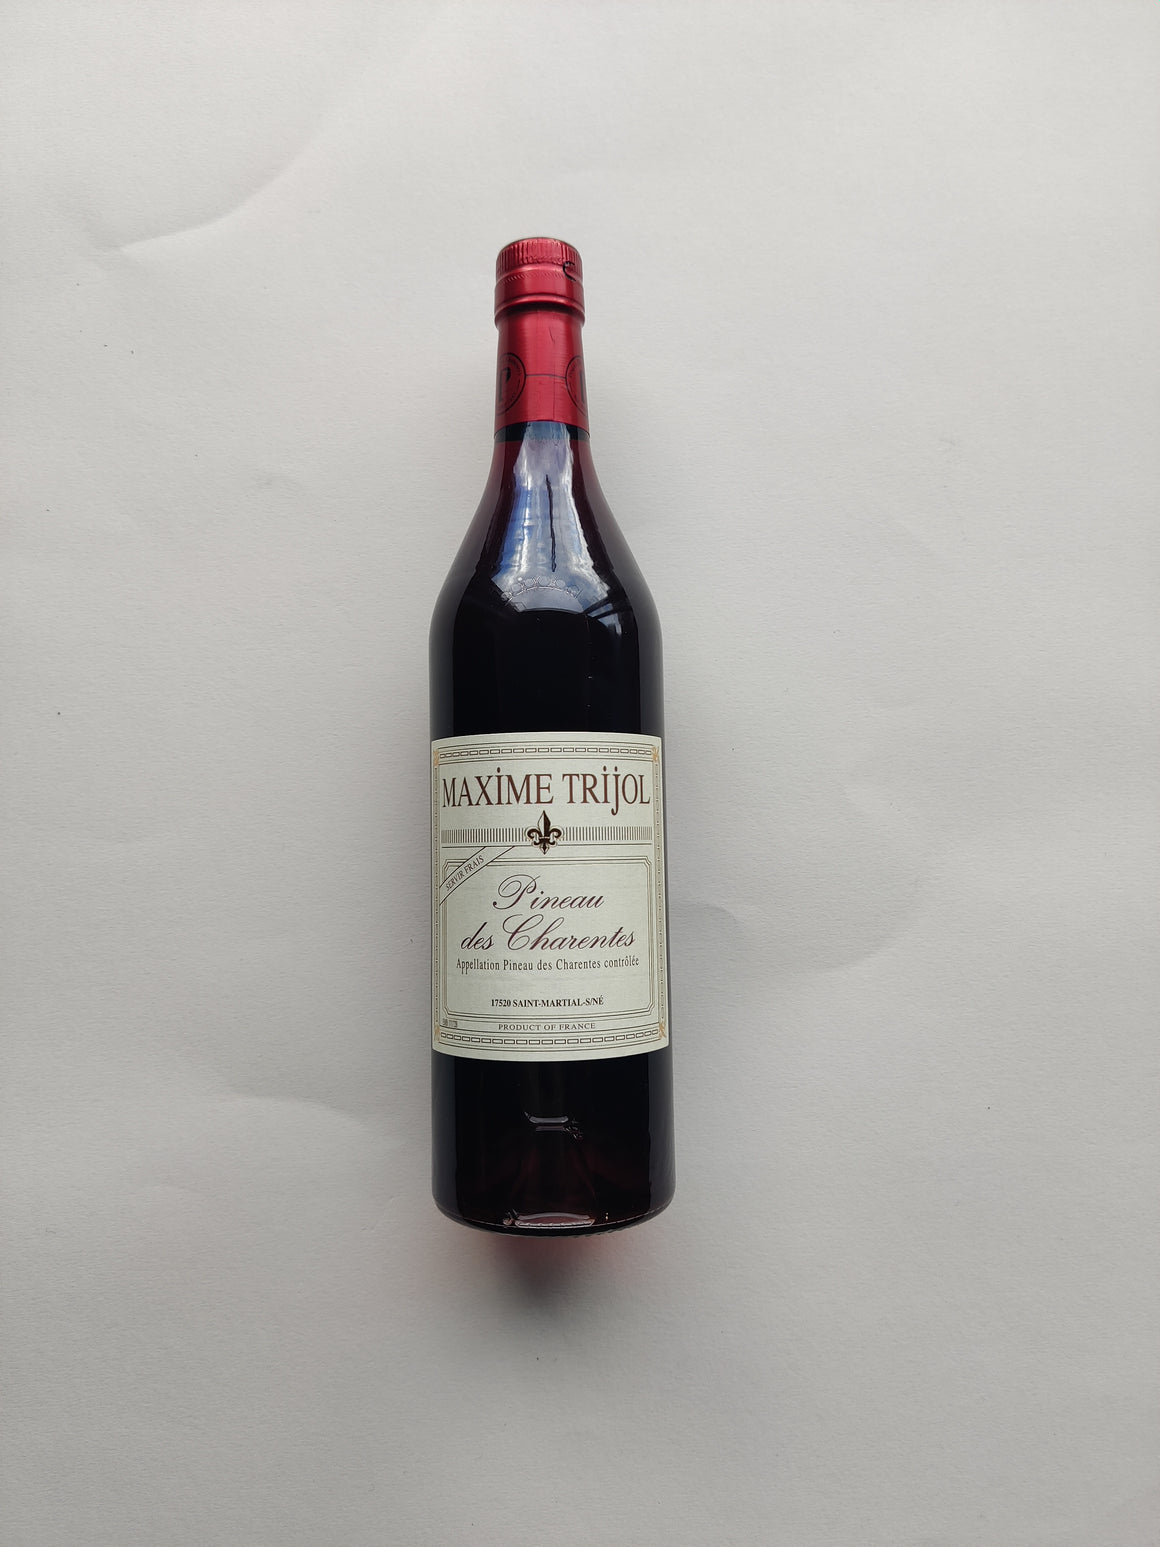 MAXiME TRijOL
SERVIR FRAIS
Pineau
des Charentes
Appellation Pineau des Charentes contrôlée
17520 SAINT-MARTIAL-S/NÉ
PRODUCT OF FRANCE